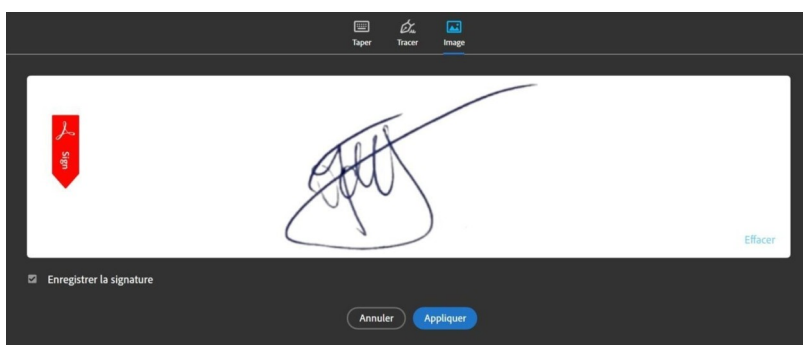 Taper Tracer Image
Sign
Effacer
Enregistrer la signature
Annuler Appliquer